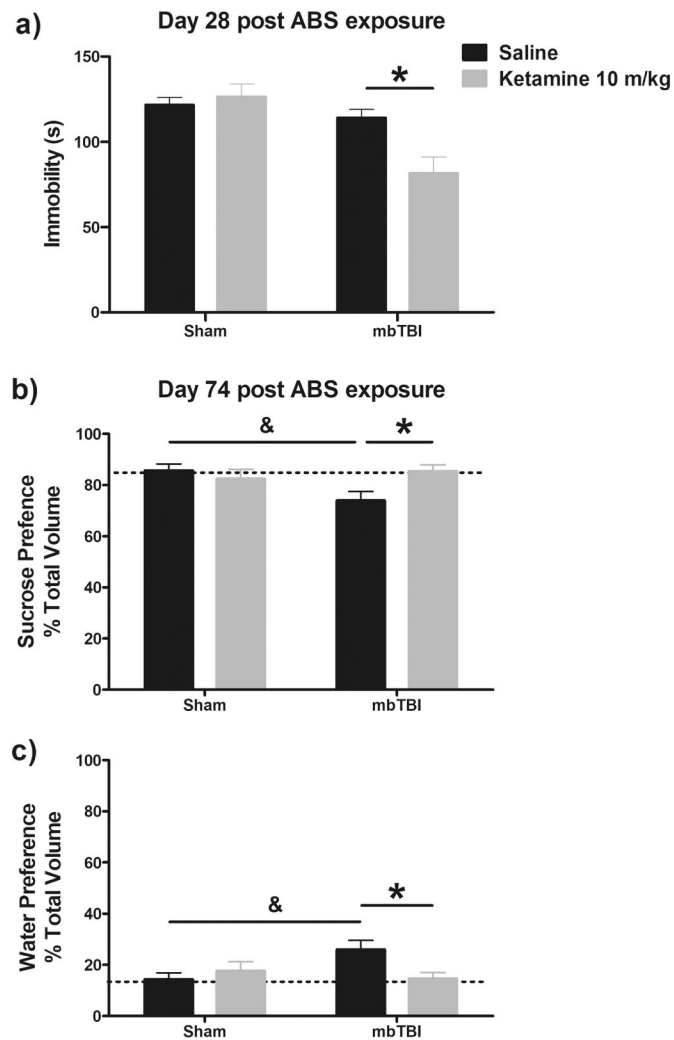 a)
Day 28 post ABS exposure
Saline
Ketamine 10 m/kg
Immobility (s)
150
100
50
0
*
Sham
mbTBI
b)
Day 74 post ABS exposure
Sucrose Prefence
% Total Volume
100
80
60
40
20
0
&
*
Sham
mbTBI
c)
Water Preference
% Total Volume
100
80
60
40
20
0
&
*
Sham
mbTBI